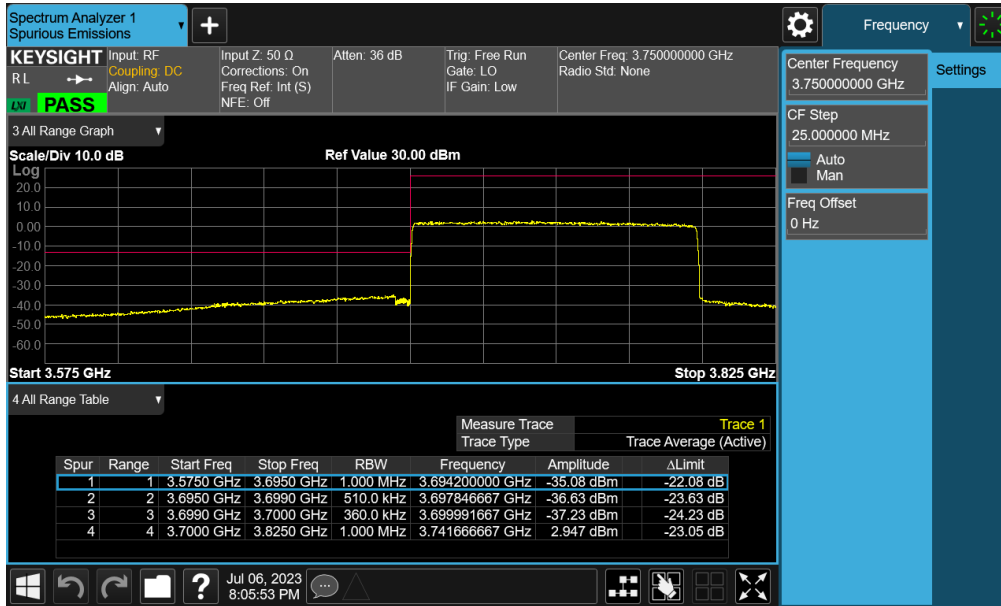 Spectrum Analyzer 1
Spurious Emissions
+
Frequency
KEYSIGHT
R L
LXI PASS
Input: RF
Coupling: DC
Align: Auto
Input Z: 50 Ω
Corrections: On
Freq Ref: Int (S)
NFE: Off
Atten: 36 dB
Trig: Free Run
Gate: LO
IF Gain: Low
Center Freq: 3.750000000 GHz
Radio Std: None
Center Frequency
3.750000000 GHz
Settings
CF Step
25.000000 MHz
Auto
Man
Freq Offset
0 Hz
3 All Range Graph
Scale/Div 10.0 dB Ref Value 30.00 dBm
Log
20.0
10.0
0.00
-10.0
-20.0
-30.0
-40.0
-50.0
-60.0
Start 3.575 GHz Stop 3.825 GHz
4 All Range Table
Measure Trace Trace 1
Trace Type Trace Average (Active)
Spur Range Start Freq Stop Freq RBW Frequency Amplitude ΔLimit
1 1 3.5750 GHz 3.6950 GHz 1.000 MHz 3.694200000 GHz -35.08 dBm -22.08 dB
2 2 3.6950 GHz 3.6990 GHz 510.0 kHz 3.697846667 GHz -36.63 dBm -23.63 dB
3 3 3.6990 GHz 3.7000 GHz 360.0 kHz 3.699991667 GHz -37.23 dBm -24.23 dB
4 4 3.7000 GHz 3.8250 GHz 1.000 MHz 3.741666667 GHz 2.947 dBm -23.05 dB
?
Jul 06, 2023
8:05:53 PM